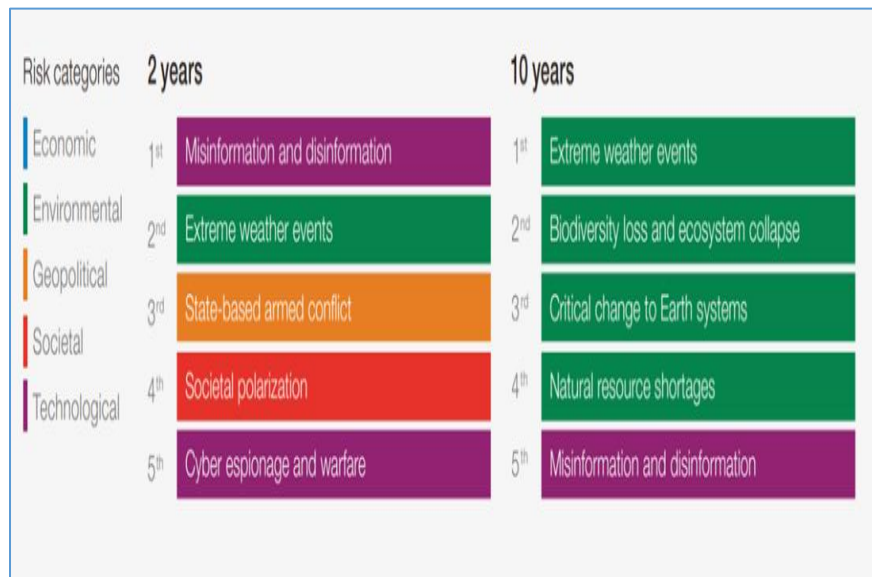 Risk categories
Economic
Environmental
Geopolitical
Societal
Technological
2 years
1st Misinformation and disinformation
2nd Extreme weather events
3rd State-based armed conflict
4th Societal polarization
5th Cyber espionage and warfare
10 years
1st Extreme weather events
2nd Biodiversity loss and ecosystem collapse
3rd Critical change to Earth systems
4th Natural resource shortages
5th Misinformation and disinformation